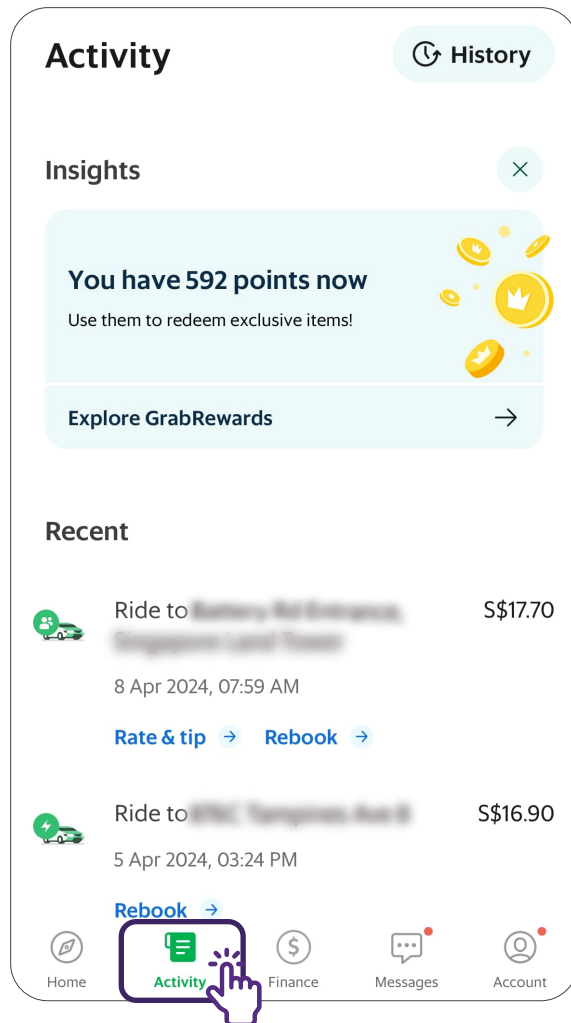 Activity
History
Insights
You have 592 points now
Use them to redeem exclusive items!
Explore GrabRewards
Recent
Ride to
S$17.70
8 Apr 2024, 07:59 AM
Rate & tip
Rebook
Ride to
S$16.90
5 Apr 2024, 03:24 PM
Rebook
Home
Activity
Finance
Messages
Account